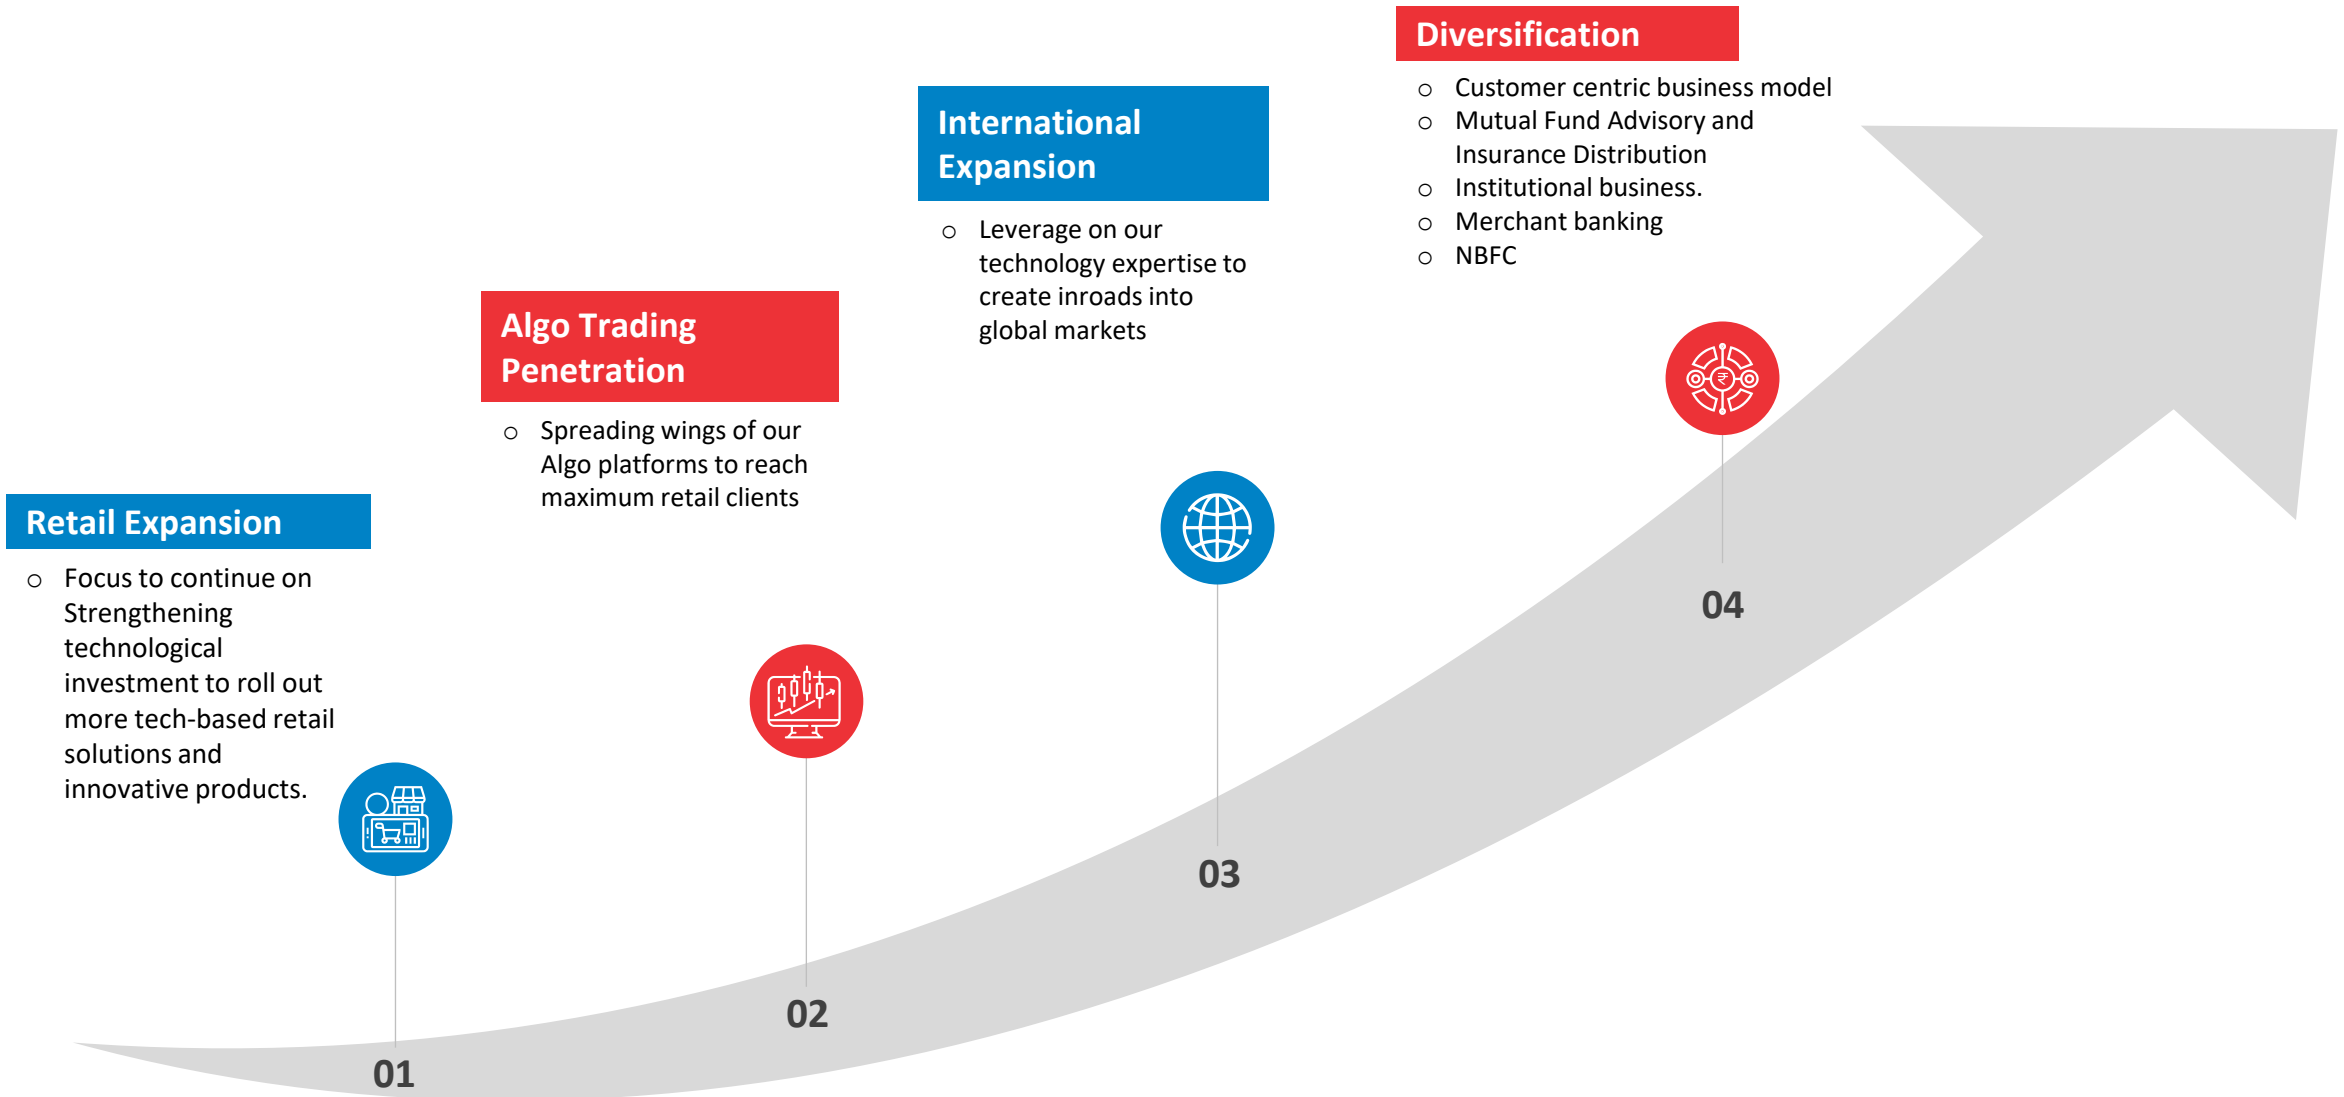 Retail Expansion
o Focus to continue on
Strengthening
technological
investment to roll out
more tech-based retail
solutions and
innovative products.
01
Algo Trading
Penetration
o Spreading wings of our
Algo platforms to reach
maximum retail clients
02
International
Expansion
o Leverage on our
technology expertise to
create inroads into
global markets
03
Diversification
o Customer centric business model
o Mutual Fund Advisory and
Insurance Distribution
o Institutional business.
o Merchant banking
o NBFC
₹
04